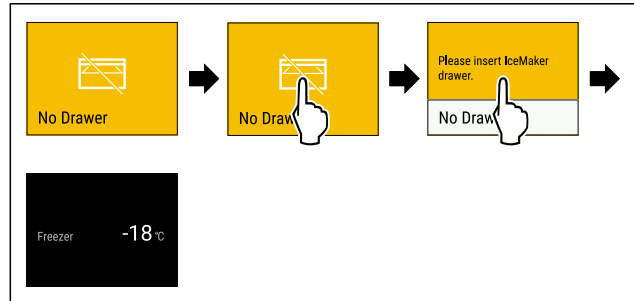 No Drawer
No Draw
Please insert IceMaker
drawer.
No Draw
Freezer -18 °C